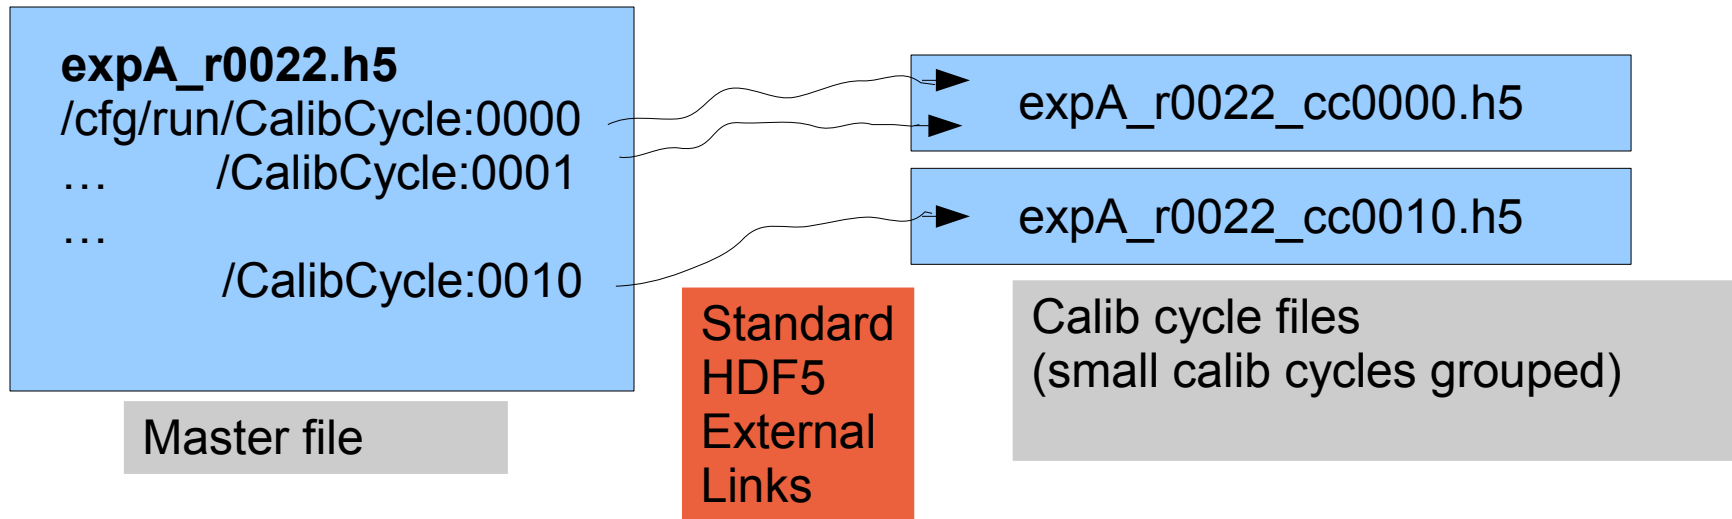 expA_r0022.h5
/cfg/run/CalibCycle:0000
… /CalibCycle:0001
…
/CalibCycle:0010
Master file
Standard
HDF5
External
Links
expA_r0022_cc0000.h5
expA_r0022_cc0010.h5
Calib cycle files
(small calib cycles grouped)